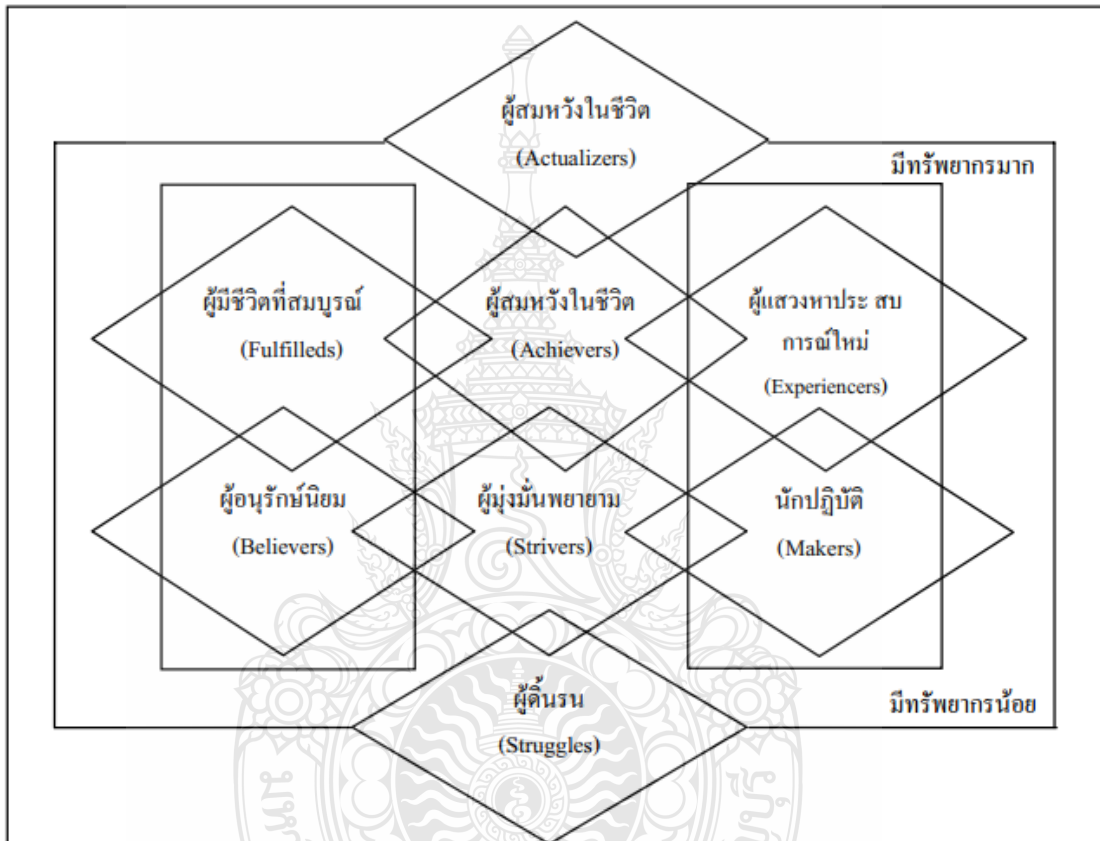 ผู้สมหวังในชีวิต
(Actualizers)
มีทรัพยากรมาก
ผู้มีชีวิตที่สมบูรณ์
(Fulfilleds)
ผู้สมหวังในชีวิต
(Achievers)
ผู้แสวงหาประ สบ
การณ์ใหม่
(Experiencers)
ผู้อนุรักษ์นิยม
(Believers)
ผู้มุ่งมั่นพยายาม
(Strivers)
นักปฏิบัติ
(Makers)
มีทรัพยากรน้อย
ผู้ดิ้นรน
(Struggles)